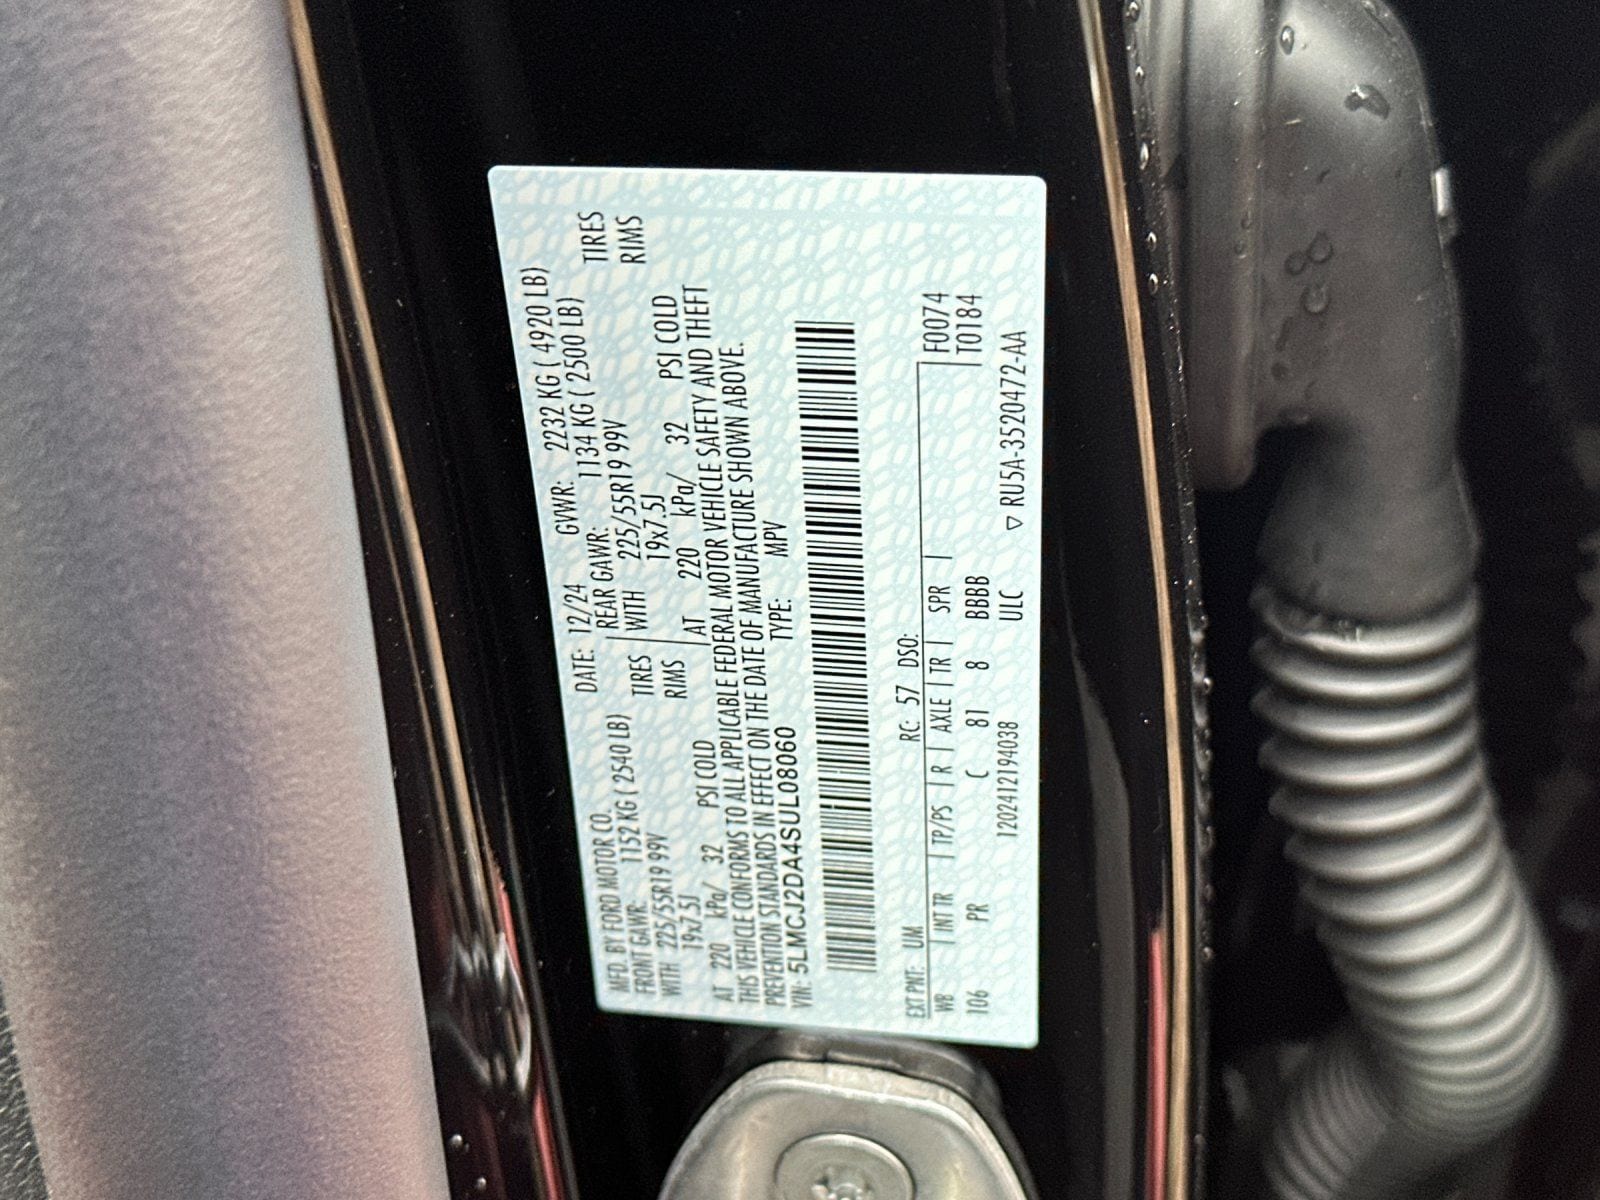 MFD. BY FORD MOTOR CO. DATE: 12/24 GVWR: 2232 KG ( 4920 LB)
FRONT GAWR: 1152 KG ( 2540 LB) REAR GAWR: 1134 KG ( 2500 LB)
WITH 225/55R19 99V TIRES WITH 225/55R19 99V TIRES
19x7.5J RIMS 19x7.5J RIMS
AT 220 kPa/ 32 PSI COLD AT 220 kPa/ 32 PSI COLD
THIS VEHICLE CONFORMS TO ALL APPLICABLE FEDERAL MOTOR VEHICLE SAFETY AND THEFT
PREVENTION STANDARDS IN EFFECT ON THE DATE OF MANUFACTURE SHOWN ABOVE.
VIN: 5LMCJ2DA4SUL08060 TYPE: MPV
EXT PNT: UM RC: 57 DSO: F0074
WB | INT TR | TP/PS | R | AXLE | TR | SPR | T0184
106 PR C 81 8 BBBB
1202412194038 ULC ▽ RU5A-3520472-AA